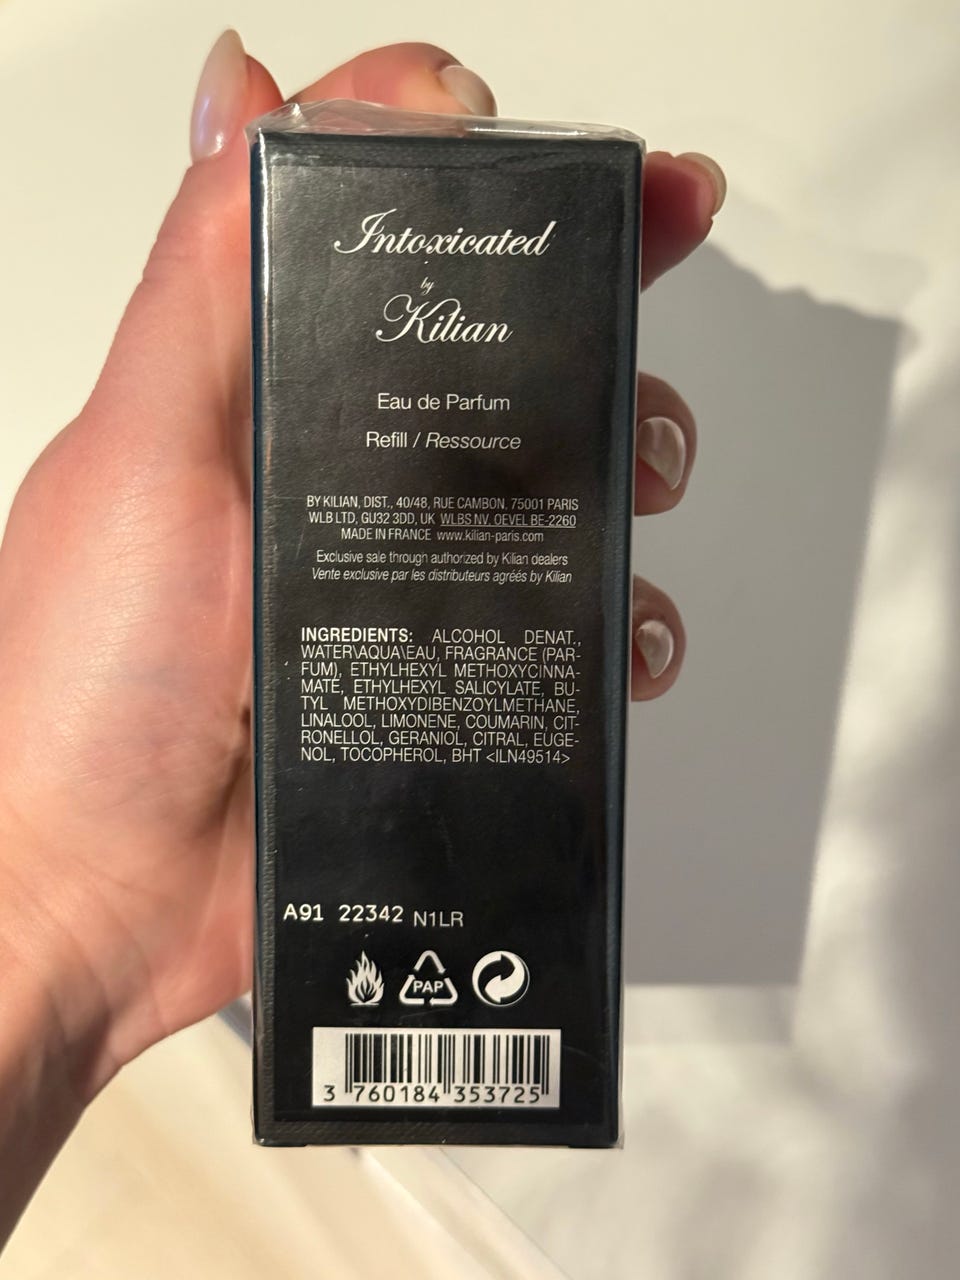 Intoxicated
by
Kilian
Eau de Parfum
Refill / Ressource
BY KILIAN, DIST., 40/48, RUE CAMBON, 75001 PARIS
WLB LTD, GU32 3DD, UK WLBS NV, OEVEL BE-2260
MADE IN FRANCE www.kilian-paris.com
Exclusive sale through authorized by Kilian dealers
Vente exclusive par les distributeurs agréés by Kilian
INGREDIENTS: ALCOHOL DENAT.,
WATER\AQUA\EAU, FRAGRANCE (PAR-
FUM), ETHYLHEXYL METHOXYCINNA-
MATE, ETHYLHEXYL SALICYLATE, BU-
TYL METHOXYDIBENZOYLMETHANE,
LINALOOL, LIMONENE, COUMARIN, CIT-
RONELLOL, GERANIOL, CITRAL, EUGE-
NOL, TOCOPHEROL, BHT <ILN49514>
A91 22342 N1LR
PAP
3 760184 353725